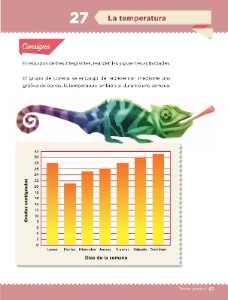 27 La temperatura
Consigna
En equipos de tres integrantes, realicen las siguientes actividades.
El grupo de Lorena se encargó de representar, mediante una
gráfica de barras, la temperatura ambiente durante una semana.
Grados centígrados
Lunes Martes Miércoles Jueves Viernes Sábado Domingo
Días de la semana